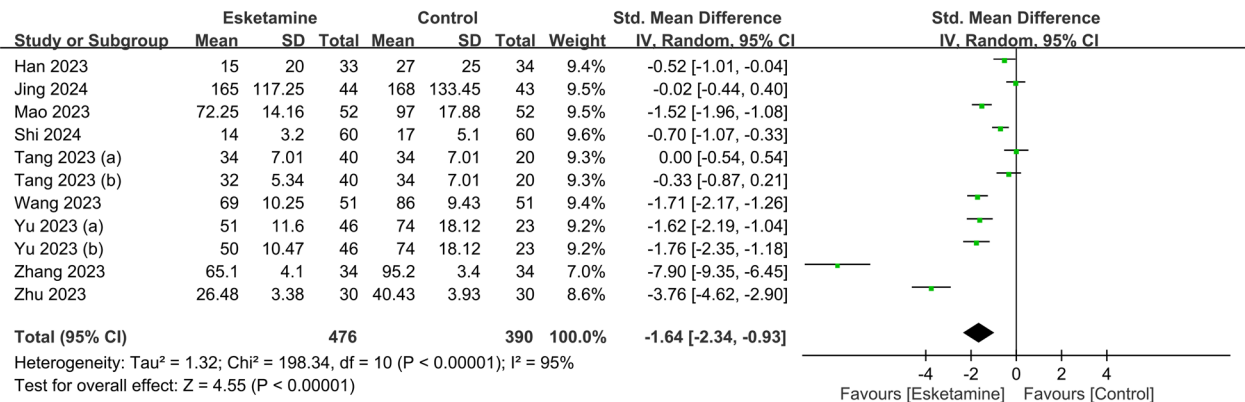 Esketamine Control Std. Mean Difference Std. Mean Difference
Study or Subgroup Mean SD Total Mean SD Total Weight IV, Random, 95% CI IV, Random, 95% CI
Han 2023 15 20 33 27 25 34 9.4% -0.52 [-1.01, -0.04]
Jing 2024 165 117.25 44 168 133.45 43 9.5% -0.02 [-0.44, 0.40]
Mao 2023 72.25 14.16 52 97 17.88 52 9.5% -1.52 [-1.96, -1.08]
Shi 2024 14 3.2 60 17 5.1 60 9.6% -0.70 [-1.07, -0.33]
Tang 2023 (a) 34 7.01 40 34 7.01 20 9.3% 0.00 [-0.54, 0.54]
Tang 2023 (b) 32 5.34 40 34 7.01 20 9.3% -0.33 [-0.87, 0.21]
Wang 2023 69 10.25 51 86 9.43 51 9.4% -1.71 [-2.17, -1.26]
Yu 2023 (a) 51 11.6 46 74 18.12 23 9.2% -1.62 [-2.19, -1.04]
Yu 2023 (b) 50 10.47 46 74 18.12 23 9.2% -1.76 [-2.35, -1.18]
Zhang 2023 65.1 4.1 34 95.2 3.4 34 7.0% -7.90 [-9.35, -6.45]
Zhu 2023 26.48 3.38 30 40.43 3.93 30 8.6% -3.76 [-4.62, -2.90]
Total (95% CI) 476 390 100.0% -1.64 [-2.34, -0.93]
Heterogeneity: Tau² = 1.32; Chi² = 198.34, df = 10 (P < 0.00001); I² = 95%
Test for overall effect: Z = 4.55 (P < 0.00001)
-4 -2 0 2 4
Favours [Esketamine] Favours [Control]